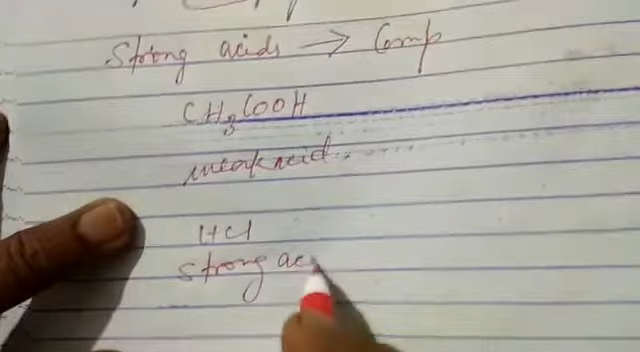 Strong acids → Comp
CH3COOH
weak acid..
HCl
Strong ac